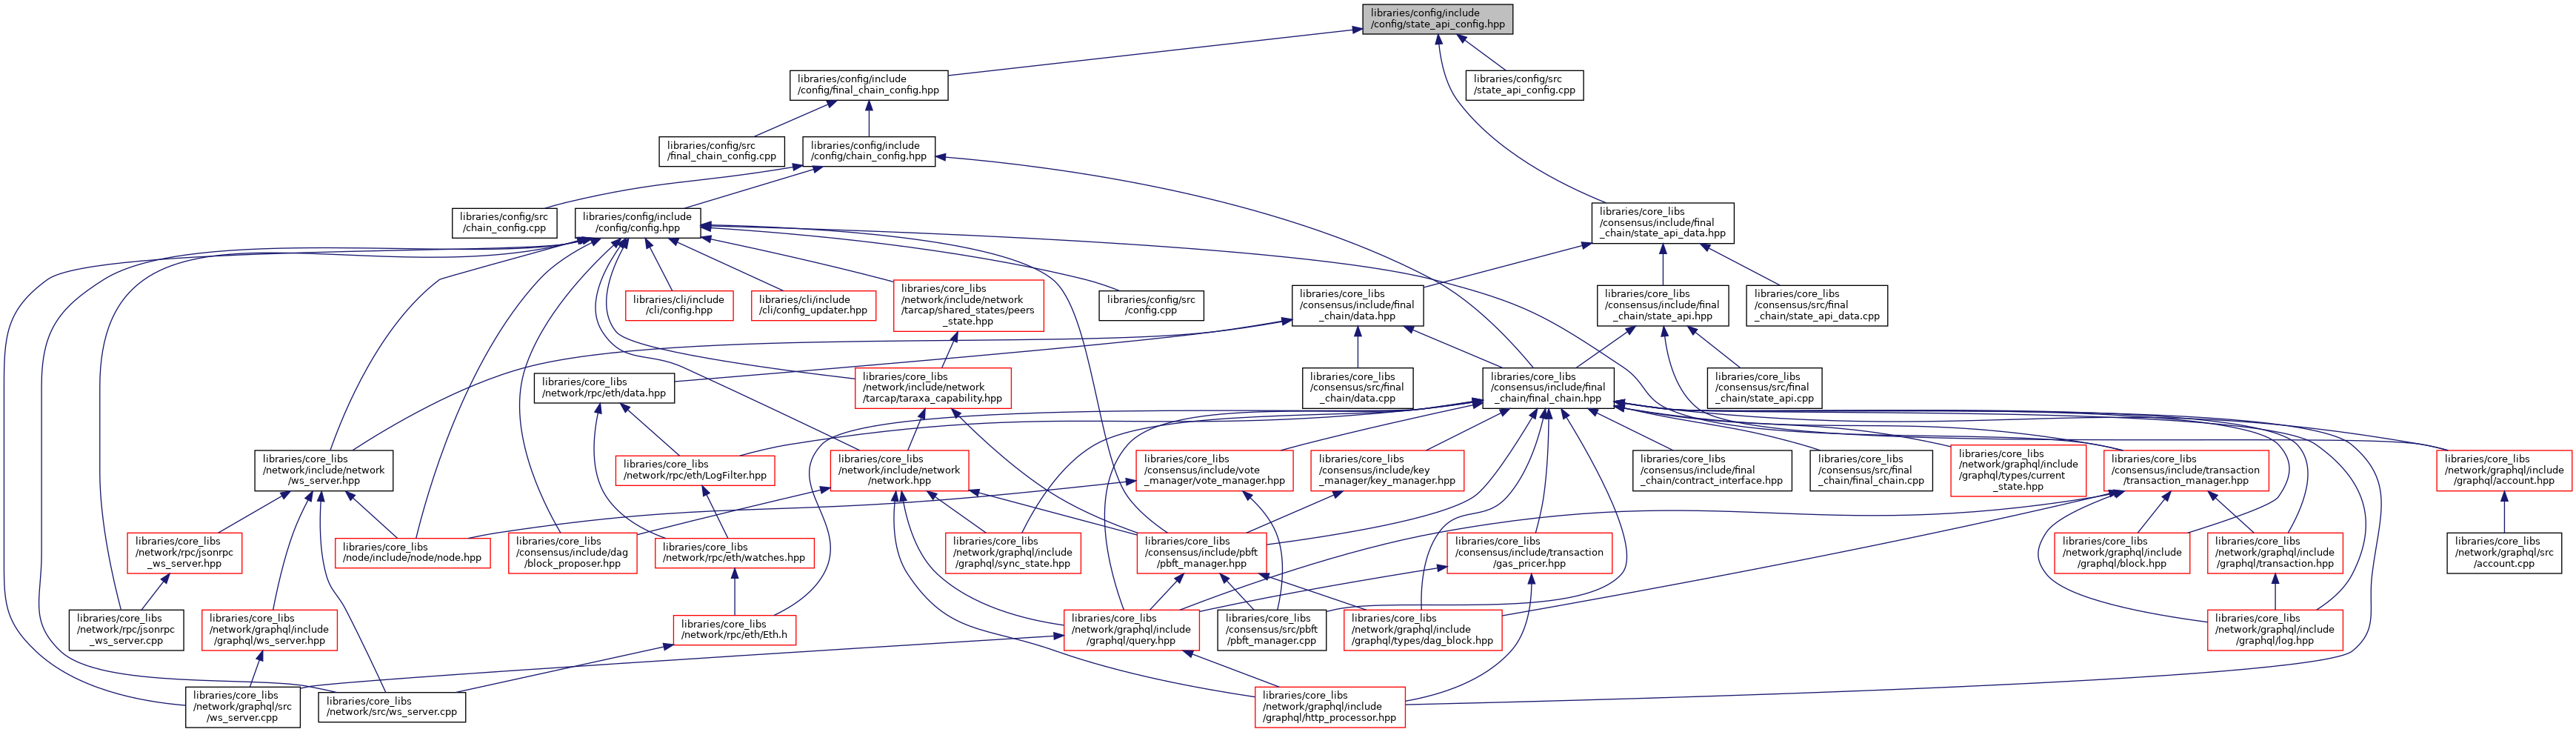 libraries/config/include
/config/state_api_config.hpp
libraries/config/include
/config/final_chain_config.hpp
libraries/config/src
/state_api_config.cpp
libraries/config/src
/final_chain_config.cpp
libraries/config/include
/config/chain_config.hpp
libraries/config/src
/chain_config.cpp
libraries/config/include
/config/config.hpp
libraries/core_libs
/consensus/include/final
_chain/state_api_data.hpp
libraries/cli/include
/cli/config.hpp
libraries/cli/include
/cli/config_updater.hpp
libraries/core_libs
/network/include/network
/tarcap/shared_states/peers
_state.hpp
libraries/config/src
/config.cpp
libraries/core_libs
/consensus/include/final
_chain/data.hpp
libraries/core_libs
/consensus/include/final
_chain/state_api.hpp
libraries/core_libs
/consensus/src/final
_chain/state_api_data.cpp
libraries/core_libs
/network/rpc/eth/data.hpp
libraries/core_libs
/network/include/network
/tarcap/taraxa_capability.hpp
libraries/core_libs
/consensus/src/final
_chain/data.cpp
libraries/core_libs
/consensus/include/final
_chain/final_chain.hpp
libraries/core_libs
/consensus/src/final
_chain/state_api.cpp
libraries/core_libs
/network/include/network
/ws_server.hpp
libraries/core_libs
/network/rpc/eth/LogFilter.hpp
libraries/core_libs
/network/include/network
/network.hpp
libraries/core_libs
/consensus/include/vote
_manager/vote_manager.hpp
libraries/core_libs
/consensus/include/key
_manager/key_manager.hpp
libraries/core_libs
/consensus/include/final
_chain/contract_interface.hpp
libraries/core_libs
/consensus/src/final
_chain/final_chain.cpp
libraries/core_libs
/network/graphql/include
/graphql/types/current
_state.hpp
libraries/core_libs
/consensus/include/transaction
/transaction_manager.hpp
libraries/core_libs
/network/graphql/include
/graphql/account.hpp
libraries/core_libs
/network/rpc/jsonrpc
_ws_server.hpp
libraries/core_libs
/node/include/node/node.hpp
libraries/core_libs
/consensus/include/dag
/block_proposer.hpp
libraries/core_libs
/network/rpc/eth/watches.hpp
libraries/core_libs
/network/graphql/include
/graphql/sync_state.hpp
libraries/core_libs
/consensus/include/pbft
/pbft_manager.hpp
libraries/core_libs
/consensus/include/transaction
/gas_pricer.hpp
libraries/core_libs
/network/graphql/include
/graphql/block.hpp
libraries/core_libs
/network/graphql/include
/graphql/transaction.hpp
libraries/core_libs
/network/graphql/src
/account.cpp
libraries/core_libs
/network/rpc/jsonrpc
_ws_server.cpp
libraries/core_libs
/network/graphql/include
/graphql/ws_server.hpp
libraries/core_libs
/network/rpc/eth/Eth.h
libraries/core_libs
/network/graphql/include
/graphql/query.hpp
libraries/core_libs
/consensus/src/pbft
/pbft_manager.cpp
libraries/core_libs
/network/graphql/include
/graphql/types/dag_block.hpp
libraries/core_libs
/network/graphql/include
/graphql/log.hpp
libraries/core_libs
/network/graphql/src
/ws_server.cpp
libraries/core_libs
/network/src/ws_server.cpp
libraries/core_libs
/network/graphql/include
/graphql/http_processor.hpp